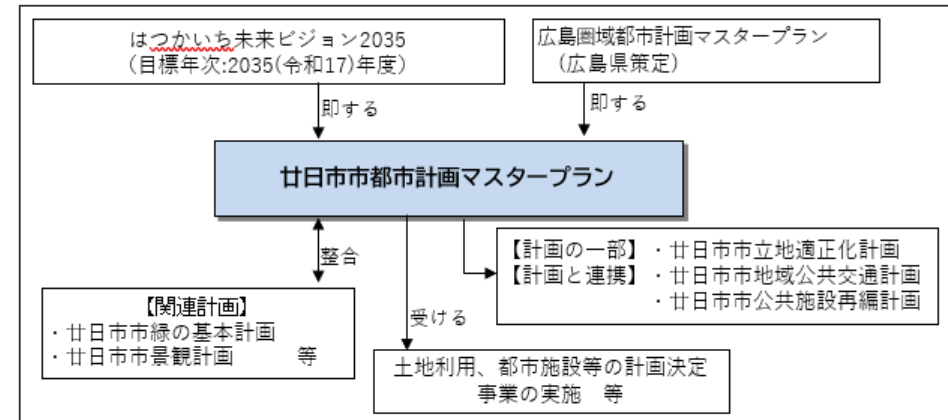 はつかいち未来ビジョン2035
(目標年次:2035(令和17)年度)
広島圏域都市計画マスタープラン
(広島県策定)
即する
即する
廿日市市都市計画マスタープラン
整合
【計画の一部】・廿日市市立地適正化計画
【計画と連携】・廿日市市地域公共交通計画
・廿日市市公共施設再編計画
【関連計画】
・廿日市市緑の基本計画
・廿日市市景観計画 等
受ける
土地利用、都市施設等の計画決定
事業の実施 等